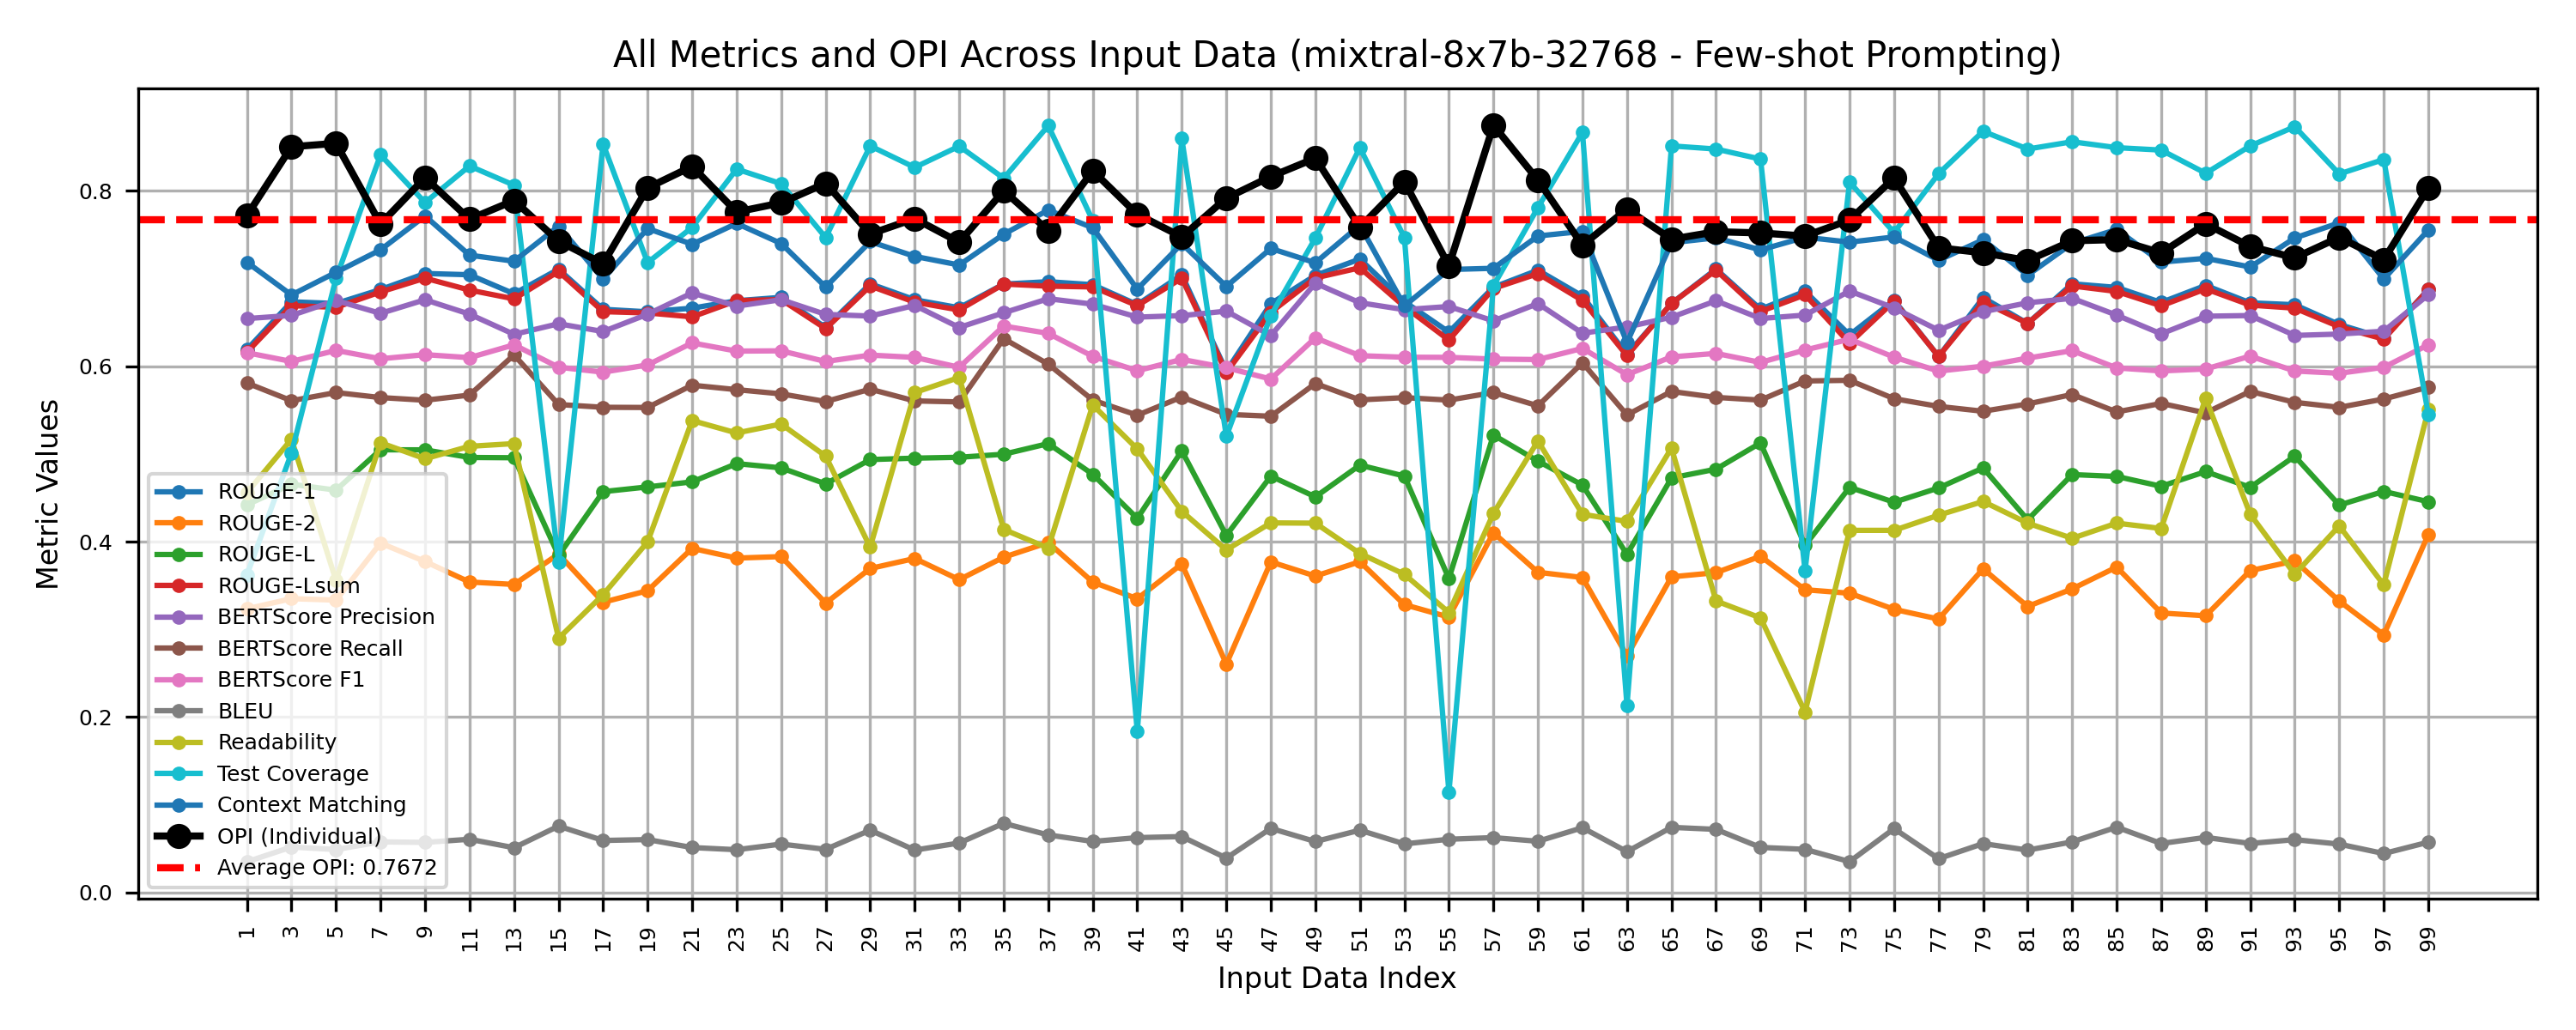 All Metrics and OPI Across Input Data (mixtral-8x7b-32768 - Few-shot Prompting)
Metric Values
0.8
0.6
0.4
0.2
0.0
ROUGE-1
ROUGE-2
ROUGE-L
ROUGE-Lsum
BERTScore Precision
BERTScore Recall
BERTScore F1
BLEU
Readability
Test Coverage
Context Matching
OPI (Individual)
Average OPI: 0.7672
1 3 5 7 9 11 13 15 17 19 21 23 25 27 29 31 33 35 37 39 41 43 45 47 49 51 53 55 57 59 61 63 65 67 69 71 73 75 77 79 81 83 85 87 89 91 93 95 97 99
Input Data Index